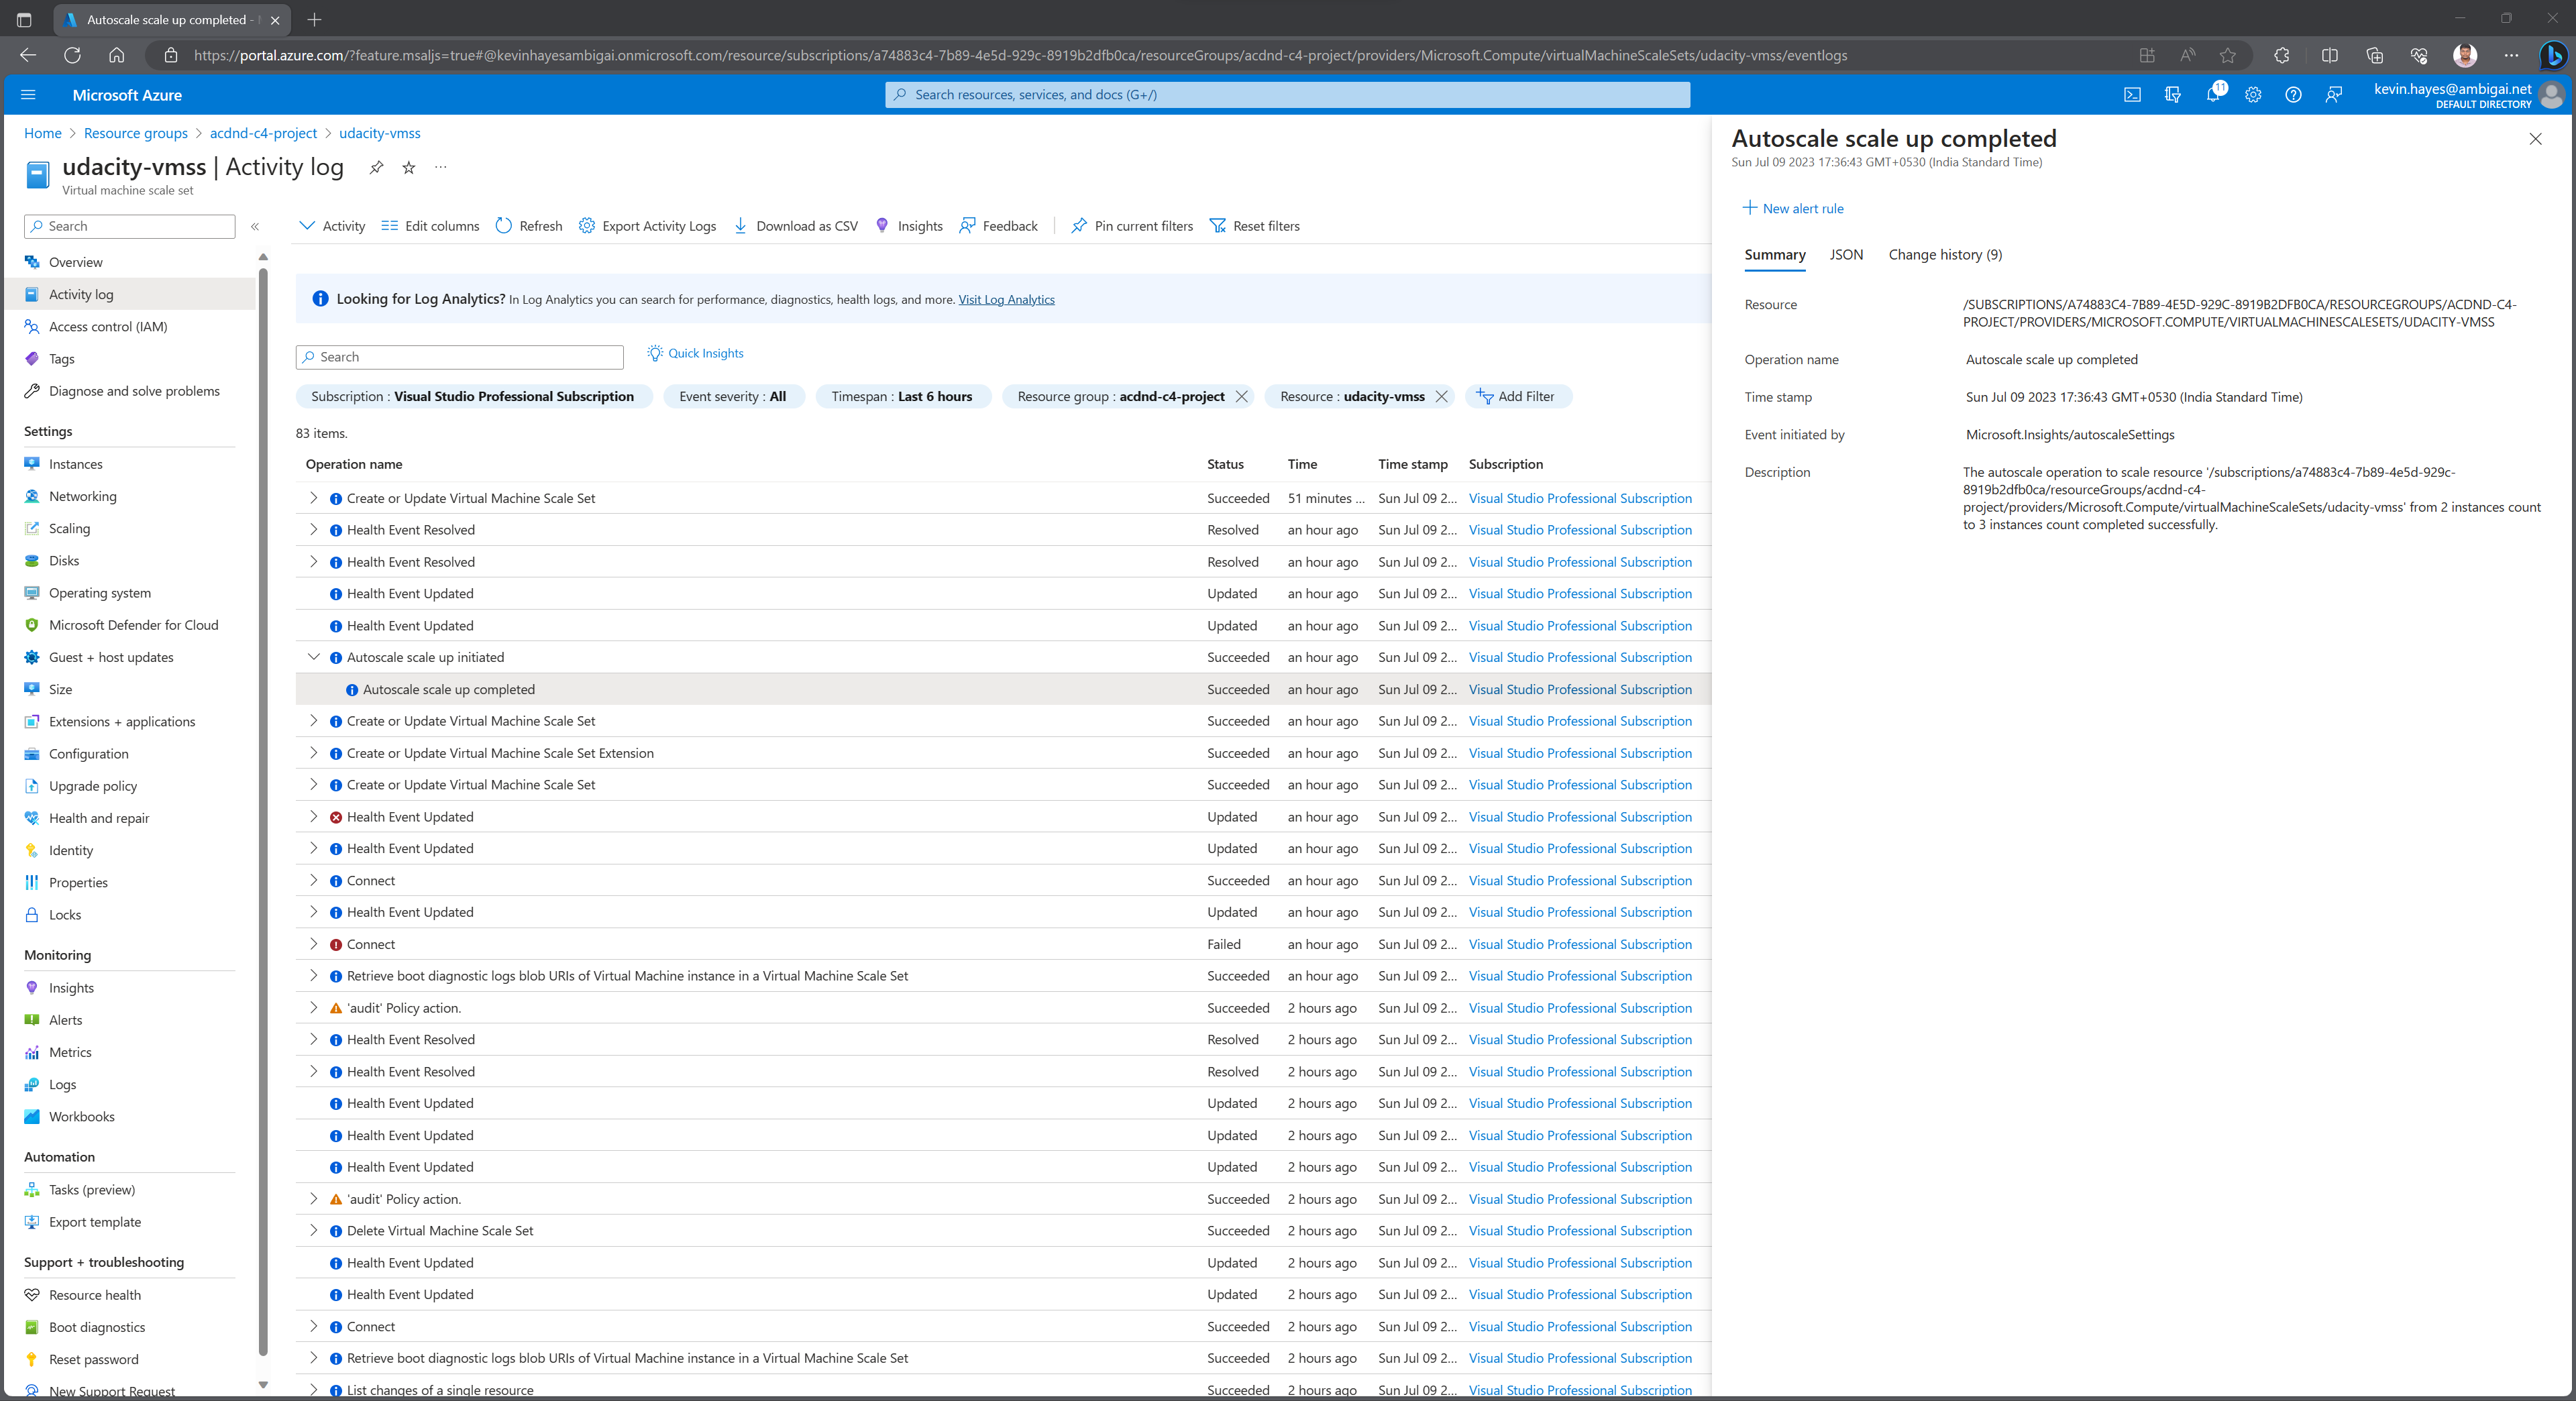 Autoscale scale up completed -
https://portal.azure.com/?feature.msaljs=true#@kevinhayesambigai.onmicrosoft.com/resource/subscriptions/a74883c4-7b89-4e5d-929c-8919b2dfb0ca/resourceGroups/acdnd-c4-project/providers/Microsoft.Compute/virtualMachineScaleSets/udacity-vmss/eventlogs
Microsoft Azure
Search resources, services, and docs (G+/)
11
kevin.hayes@ambigai.net
DEFAULT DIRECTORY
Home > Resource groups > acdnd-c4-project > udacity-vmss
udacity-vmss | Activity log
Virtual machine scale set
Search
Overview
Activity log
Access control (IAM)
Tags
Diagnose and solve problems
Settings
Instances
Networking
Scaling
Disks
Operating system
Microsoft Defender for Cloud
Guest + host updates
Size
Extensions + applications
Configuration
Upgrade policy
Health and repair
Identity
Properties
Locks
Monitoring
Insights
Alerts
Metrics
Logs
Workbooks
Automation
Tasks (preview)
Export template
Support + troubleshooting
Resource health
Boot diagnostics
Reset password
New Support Request
Activity Edit columns Refresh Export Activity Logs Download as CSV Insights Feedback Pin current filters Reset filters
Looking for Log Analytics? In Log Analytics you can search for performance, diagnostics, health logs, and more. Visit Log Analytics
Search Quick Insights
Subscription : Visual Studio Professional Subscription Event severity : All Timespan : Last 6 hours Resource group : acdnd-c4-project Resource : udacity-vmss Add Filter
83 items.
Operation name Status Time Time stamp Subscription
Create or Update Virtual Machine Scale Set Succeeded 51 minutes ... Sun Jul 09 2... Visual Studio Professional Subscription
Health Event Resolved Resolved an hour ago Sun Jul 09 2... Visual Studio Professional Subscription
Health Event Resolved Resolved an hour ago Sun Jul 09 2... Visual Studio Professional Subscription
Health Event Updated Updated an hour ago Sun Jul 09 2... Visual Studio Professional Subscription
Health Event Updated Updated an hour ago Sun Jul 09 2... Visual Studio Professional Subscription
Autoscale scale up initiated Succeeded an hour ago Sun Jul 09 2... Visual Studio Professional Subscription
Autoscale scale up completed Succeeded an hour ago Sun Jul 09 2... Visual Studio Professional Subscription
Create or Update Virtual Machine Scale Set Succeeded an hour ago Sun Jul 09 2... Visual Studio Professional Subscription
Create or Update Virtual Machine Scale Set Extension Succeeded an hour ago Sun Jul 09 2... Visual Studio Professional Subscription
Create or Update Virtual Machine Scale Set Succeeded an hour ago Sun Jul 09 2... Visual Studio Professional Subscription
Health Event Updated Updated an hour ago Sun Jul 09 2... Visual Studio Professional Subscription
Health Event Updated Updated an hour ago Sun Jul 09 2... Visual Studio Professional Subscription
Connect Succeeded an hour ago Sun Jul 09 2... Visual Studio Professional Subscription
Health Event Updated Updated an hour ago Sun Jul 09 2... Visual Studio Professional Subscription
Connect Failed an hour ago Sun Jul 09 2... Visual Studio Professional Subscription
Retrieve boot diagnostic logs blob URIs of Virtual Machine instance in a Virtual Machine Scale Set Succeeded an hour ago Sun Jul 09 2... Visual Studio Professional Subscription
'audit' Policy action. Succeeded 2 hours ago Sun Jul 09 2... Visual Studio Professional Subscription
Health Event Resolved Resolved 2 hours ago Sun Jul 09 2... Visual Studio Professional Subscription
Health Event Resolved Resolved 2 hours ago Sun Jul 09 2... Visual Studio Professional Subscription
Health Event Updated Updated 2 hours ago Sun Jul 09 2... Visual Studio Professional Subscription
Health Event Updated Updated 2 hours ago Sun Jul 09 2... Visual Studio Professional Subscription
Health Event Updated Updated 2 hours ago Sun Jul 09 2... Visual Studio Professional Subscription
'audit' Policy action. Succeeded 2 hours ago Sun Jul 09 2... Visual Studio Professional Subscription
Delete Virtual Machine Scale Set Succeeded 2 hours ago Sun Jul 09 2... Visual Studio Professional Subscription
Health Event Updated Updated 2 hours ago Sun Jul 09 2... Visual Studio Professional Subscription
Health Event Updated Updated 2 hours ago Sun Jul 09 2... Visual Studio Professional Subscription
Connect Succeeded 2 hours ago Sun Jul 09 2... Visual Studio Professional Subscription
Retrieve boot diagnostic logs blob URIs of Virtual Machine instance in a Virtual Machine Scale Set Succeeded 2 hours ago Sun Jul 09 2... Visual Studio Professional Subscription
List changes of a single resource Succeeded 2 hours ago Sun Jul 09 2... Visual Studio Professional Subscription
Autoscale scale up completed
Sun Jul 09 2023 17:36:43 GMT+0530 (India Standard Time)
New alert rule
Summary JSON Change history (9)
Resource /SUBSCRIPTIONS/A74883C4-7B89-4E5D-929C-8919B2DFB0CA/RESOURCEGROUPS/ACDND-C4-
PROJECT/PROVIDERS/MICROSOFT.COMPUTE/VIRTUALMACHINESCALESETS/UDACITY-VMSS
Operation name Autoscale scale up completed
Time stamp Sun Jul 09 2023 17:36:43 GMT+0530 (India Standard Time)
Event initiated by Microsoft.Insights/autoscaleSettings
Description The autoscale operation to scale resource '/subscriptions/a74883c4-7b89-4e5d-929c-
8919b2dfb0ca/resourceGroups/acdnd-c4-
project/providers/Microsoft.Compute/virtualMachineScaleSets/udacity-vmss' from 2 instances count
to 3 instances count completed successfully.